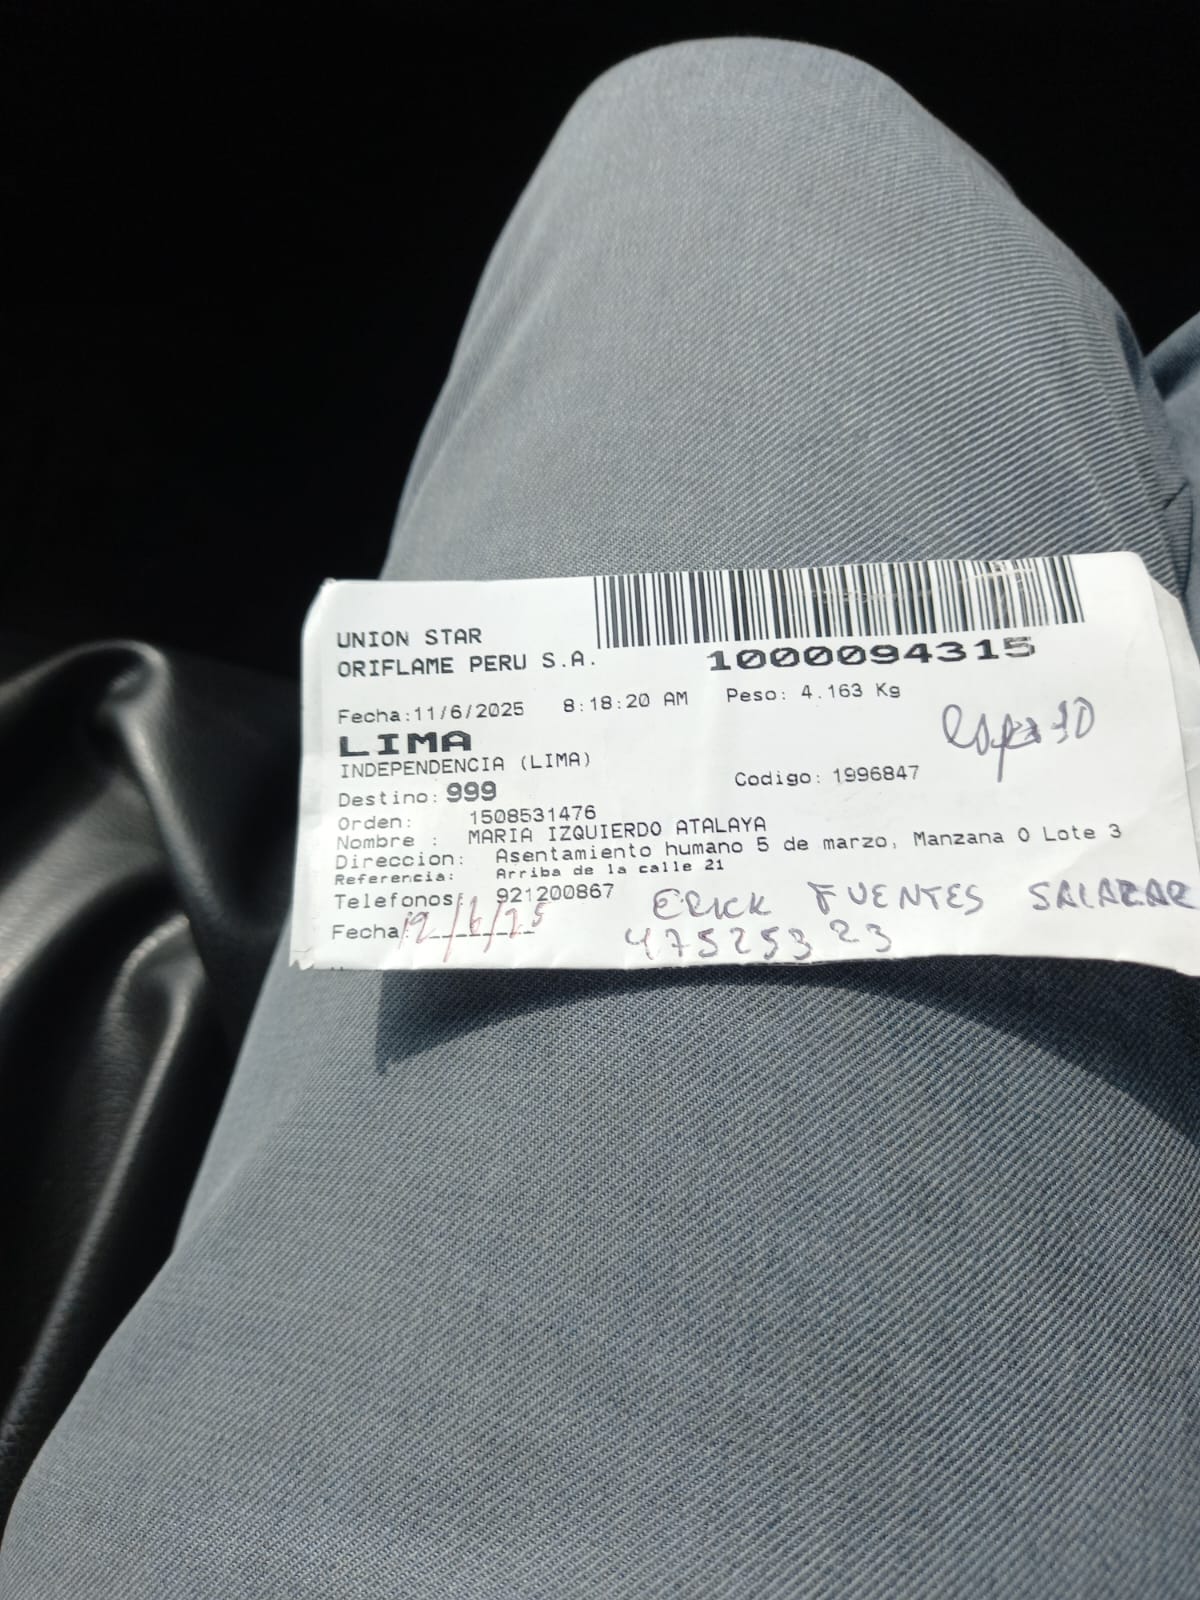 UNION STAR
ORIFLAME PERU S.A.
1000094315
Fecha:11/6/2025 8:18:20 AM Peso: 4.163 Kg
LIMA
INDEPENDENCIA (LIMA)
Destino: 999 Codigo: 1996847
Orden: 1508531476
Nombre : MARIA IZQUIERDO ATALAYA
Direccion: Asentamiento humano 5 de marzo, Manzana O Lote 3
Referencia: Arriba de la calle 21
Telefonos: 921200867
ERICK FUENTES SALAZAR
Fecha: 12/6/25
47525323